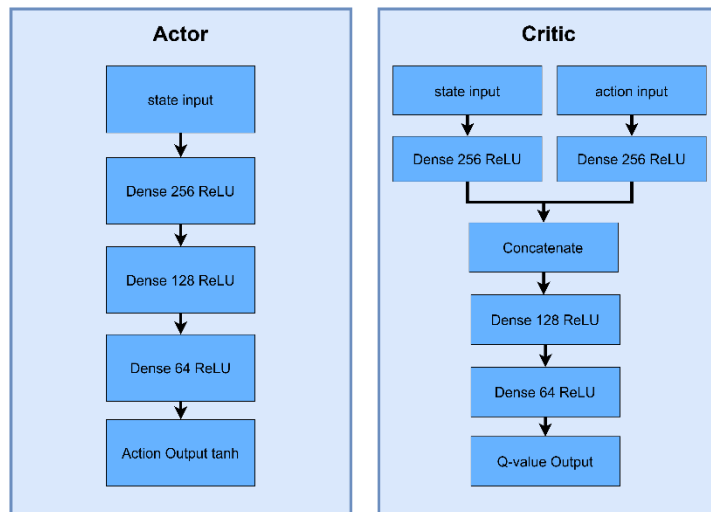 Actor
state input
Dense 256 ReLU
Dense 128 ReLU
Dense 64 ReLU
Action Output tanh
Critic
state input
action input
Dense 256 ReLU
Dense 256 ReLU
Concatenate
Dense 128 ReLU
Dense 64 ReLU
Q-value Output